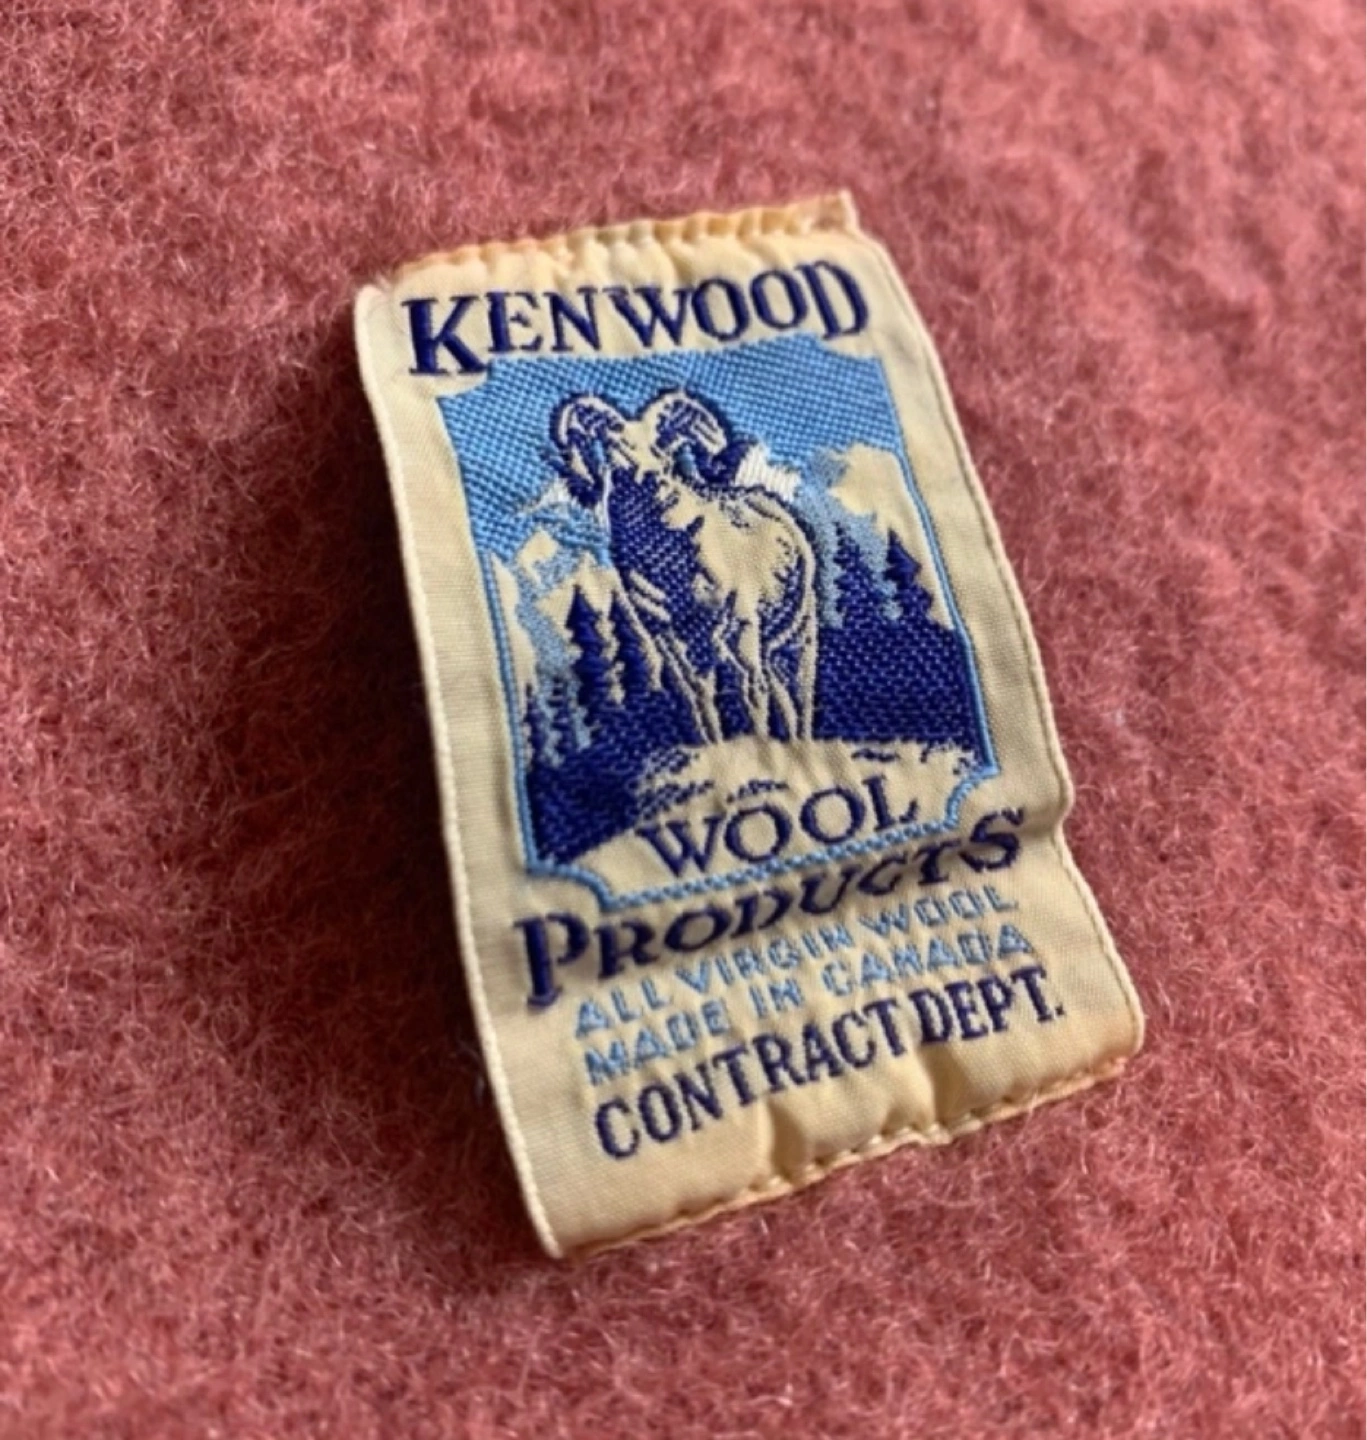 KENWOOD
WOOL
PRODUCTS
ALL VIRGIN WOOL
MADE IN CANADA
CONTRACT DEPT.